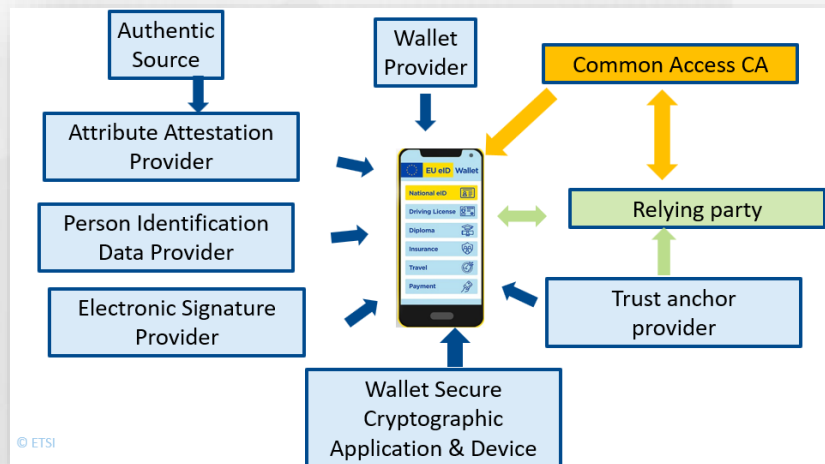 Authentic
Source
Wallet
Provider
Common Access CA
Attribute Attestation
Provider
EU eID Wallet
National eID
Driving License
Diploma
Insurance
Travel
Payment
Person Identification
Data Provider
Relying party
Electronic Signature
Provider
Trust anchor
provider
Wallet Secure
Cryptographic
Application & Device
© ETSI